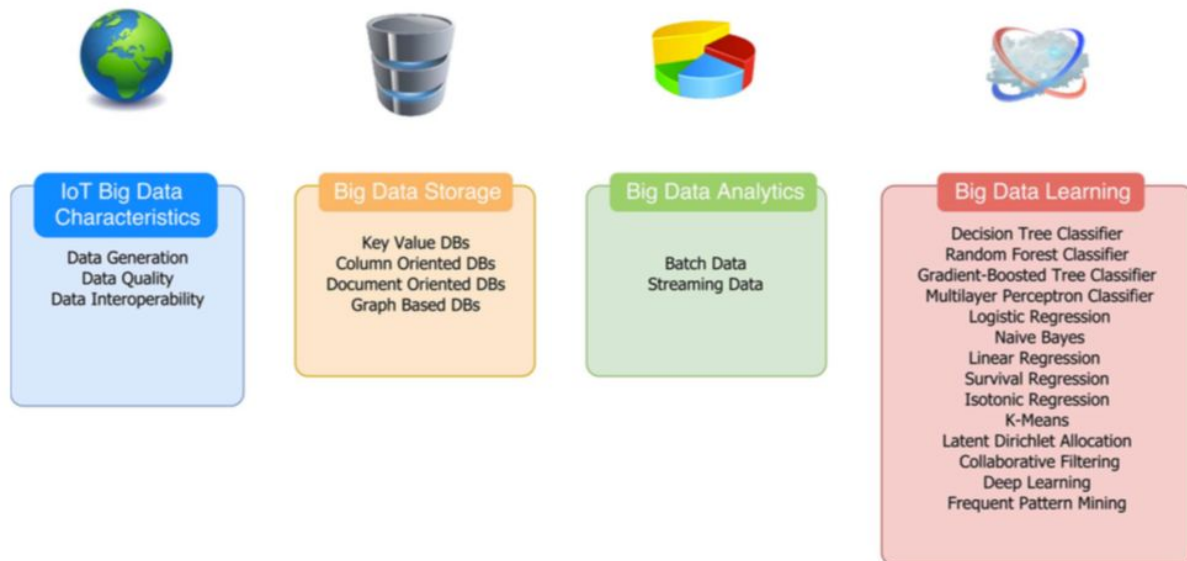 IoT Big Data
Characteristics
Data Generation
Data Quality
Data Interoperability
Big Data Storage
Key Value DBs
Column Oriented DBs
Document Oriented DBs
Graph Based DBs
Big Data Analytics
Batch Data
Streaming Data
Big Data Learning
Decision Tree Classifier
Random Forest Classifier
Gradient-Boosted Tree Classifier
Multilayer Perceptron Classifier
Logistic Regression
Naive Bayes
Linear Regression
Survival Regression
Isotonic Regression
K-Means
Latent Dirichlet Allocation
Collaborative Filtering
Deep Learning
Frequent Pattern Mining